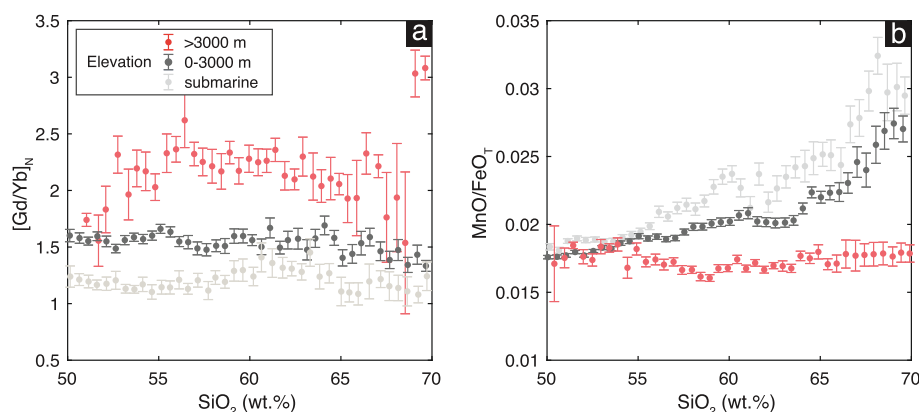 3.5
3
2.5
2
1.5
1
0.5
[Gd/Yb]N
a
Elevation
>3000 m
0-3000 m
submarine
50 55 60 65 70
SiO2 (wt.%)
0.035
0.03
0.025
0.02
0.015
0.01
MnO/FeOT
b
50 55 60 65 70
SiO2 (wt.%)